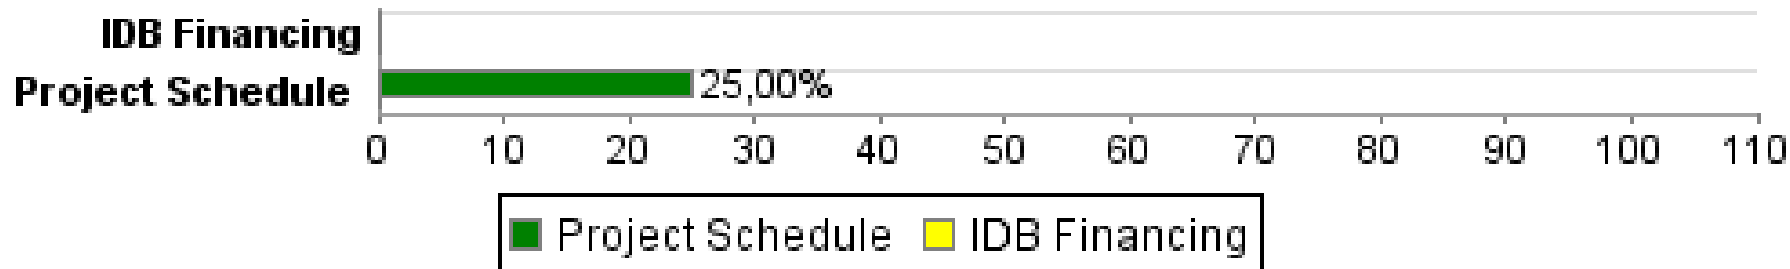 IDB Financing
Project Schedule
25,00%
0 10 20 30 40 50 60 70 80 90 100 110
Project Schedule IDB Financing